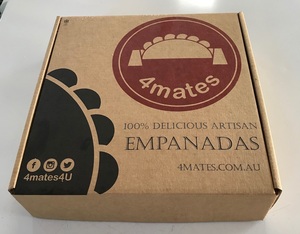 4mates
100% DELICIOUS ARTISAN
EMPANADAS
4MATES.COM.AU
4mates4U